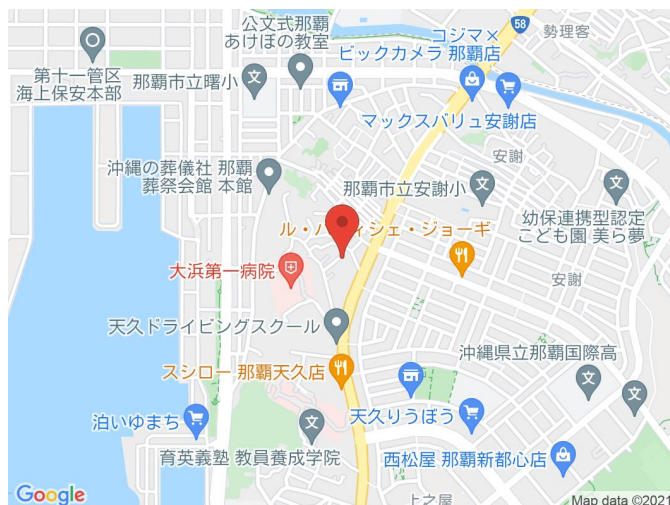 公文式那覇
あけぼの教室
58
勢理客
コジマ×
ビックカメラ 那覇店
第十一管区
海上保安本部
那覇市立曙小
マックスバリュ安謝店
安謝
沖縄の葬儀社 那覇
葬祭会館 本館
那覇市立安謝小
幼保連携型認定
こども園 美ら夢
ル・パ
ィシェ・ジョーギ
大浜第一病院
安謝
天久ドライビングスクール
沖縄県立那覇国際高
スシロー 那覇天久店
泊いゆまち
天久りうぼう
育英義塾 教員養成学院
西松屋 那覇新都心店
上之屋
Google
Map data ©2021